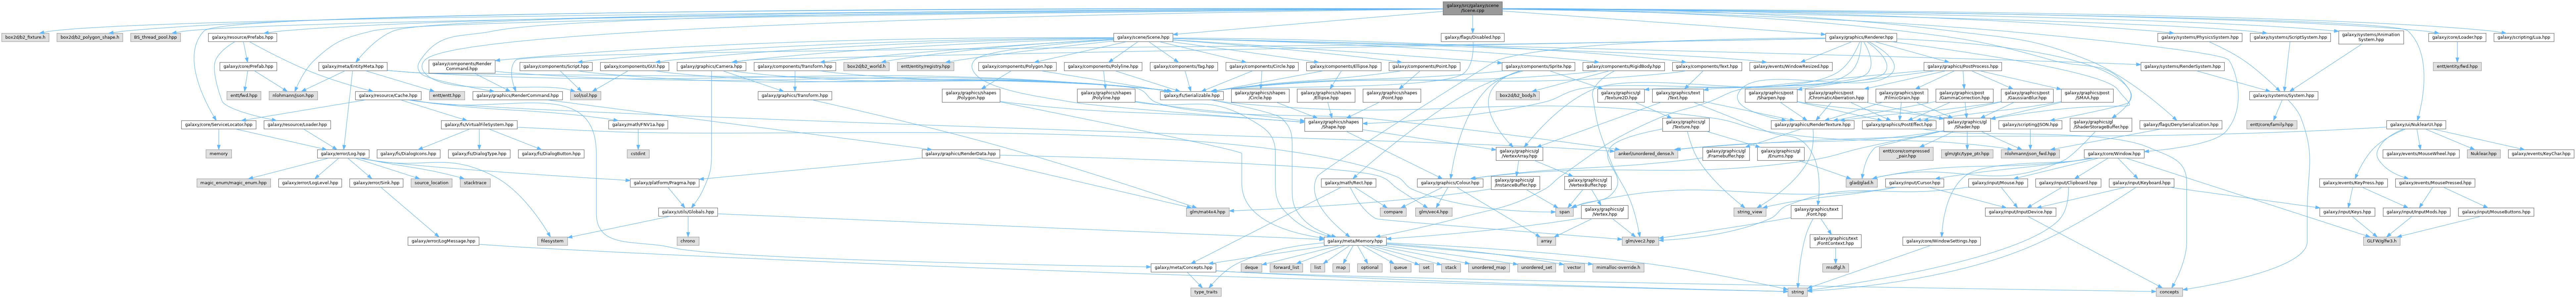 galaxy/src/galaxy/scene
/Scene.cpp
box2d/b2_fixture.h
box2d/b2_polygon_shape.h
BS_thread_pool.hpp
galaxy/resource/Prefabs.hpp
galaxy/scene/Scene.hpp
galaxy/flags/Disabled.hpp
galaxy/graphics/Renderer.hpp
galaxy/systems/PhysicsSystem.hpp
galaxy/systems/ScriptSystem.hpp
galaxy/systems/Animation
System.hpp
galaxy/core/Loader.hpp
galaxy/scripting/Lua.hpp
galaxy/core/Prefab.hpp
galaxy/meta/EntityMeta.hpp
galaxy/components/Render
Command.hpp
galaxy/components/Script.hpp
galaxy/components/GUI.hpp
galaxy/graphics/Camera.hpp
galaxy/components/Transform.hpp
box2d/b2_world.h
entt/entity/registry.hpp
galaxy/components/Polygon.hpp
galaxy/components/Polyline.hpp
galaxy/components/Tag.hpp
galaxy/components/Circle.hpp
galaxy/components/Ellipse.hpp
galaxy/components/Point.hpp
galaxy/components/Sprite.hpp
galaxy/components/RigidBody.hpp
galaxy/components/Text.hpp
galaxy/events/WindowResized.hpp
galaxy/graphics/PostProcess.hpp
galaxy/systems/RenderSystem.hpp
entt/entity/fwd.hpp
entt/fwd.hpp
nlohmann/json.hpp
galaxy/resource/Cache.hpp
entt/entt.hpp
galaxy/graphics/RenderCommand.hpp
sol/sol.hpp
galaxy/graphics/Transform.hpp
galaxy/graphics/shapes
/Polygon.hpp
galaxy/graphics/shapes
/Polyline.hpp
galaxy/fs/Serializable.hpp
galaxy/graphics/shapes
/Circle.hpp
galaxy/graphics/shapes
/Ellipse.hpp
galaxy/graphics/shapes
/Point.hpp
box2d/b2_body.h
galaxy/graphics/gl
/Texture2D.hpp
galaxy/graphics/text
/Text.hpp
galaxy/graphics/post
/Sharpen.hpp
galaxy/graphics/post
/ChromaticAberration.hpp
galaxy/graphics/post
/FilmicGrain.hpp
galaxy/graphics/post
/GammaCorrection.hpp
galaxy/graphics/post
/GaussianBlur.hpp
galaxy/graphics/post
/SMAA.hpp
galaxy/systems/System.hpp
galaxy/core/ServiceLocator.hpp
galaxy/resource/Loader.hpp
galaxy/fs/VirtualFileSystem.hpp
galaxy/math/FNV1a.hpp
galaxy/graphics/shapes
/Shape.hpp
galaxy/graphics/gl
/Texture.hpp
galaxy/graphics/RenderTexture.hpp
galaxy/graphics/PostEffect.hpp
galaxy/graphics/gl
/Shader.hpp
galaxy/scripting/JSON.hpp
galaxy/graphics/gl
/ShaderStorageBuffer.hpp
galaxy/flags/DenySerialization.hpp
entt/core/family.hpp
galaxy/ui/NuklearUI.hpp
memory
galaxy/error/Log.hpp
galaxy/fs/DialogIcons.hpp
galaxy/fs/DialogType.hpp
galaxy/fs/DialogButton.hpp
cstdint
galaxy/graphics/RenderData.hpp
ankerl/unordered_dense.h
galaxy/graphics/gl
/VertexArray.hpp
galaxy/graphics/gl
/Framebuffer.hpp
galaxy/graphics/gl
/Enums.hpp
entt/core/compressed
_pair.hpp
glm/gtc/type_ptr.hpp
nlohmann/json_fwd.hpp
galaxy/core/Window.hpp
galaxy/events/MouseWheel.hpp
Nuklear.hpp
galaxy/events/KeyChar.hpp
magic_enum/magic_enum.hpp
galaxy/error/LogLevel.hpp
galaxy/error/Sink.hpp
source_location
stacktrace
galaxy/platform/Pragma.hpp
galaxy/graphics/Colour.hpp
galaxy/graphics/gl
/InstanceBuffer.hpp
galaxy/graphics/gl
/VertexBuffer.hpp
galaxy/math/Rect.hpp
glad/glad.h
galaxy/input/Cursor.hpp
galaxy/input/Mouse.hpp
galaxy/input/Clipboard.hpp
galaxy/input/Keyboard.hpp
galaxy/events/KeyPress.hpp
galaxy/events/MousePressed.hpp
galaxy/utils/Globals.hpp
glm/mat4x4.hpp
compare
glm/vec4.hpp
span
galaxy/graphics/gl
/Vertex.hpp
string_view
galaxy/graphics/text
/Font.hpp
galaxy/input/InputDevice.hpp
galaxy/input/Keys.hpp
galaxy/input/InputMods.hpp
galaxy/input/MouseButtons.hpp
galaxy/error/LogMessage.hpp
filesystem
chrono
galaxy/meta/Memory.hpp
array
glm/vec2.hpp
galaxy/graphics/text
/FontContext.hpp
galaxy/core/WindowSettings.hpp
GLFW/glfw3.h
galaxy/meta/Concepts.hpp
deque
forward_list
list
map
optional
queue
set
stack
unordered_map
unordered_set
vector
mimalloc-override.h
msdfgl.h
type_traits
string
concepts